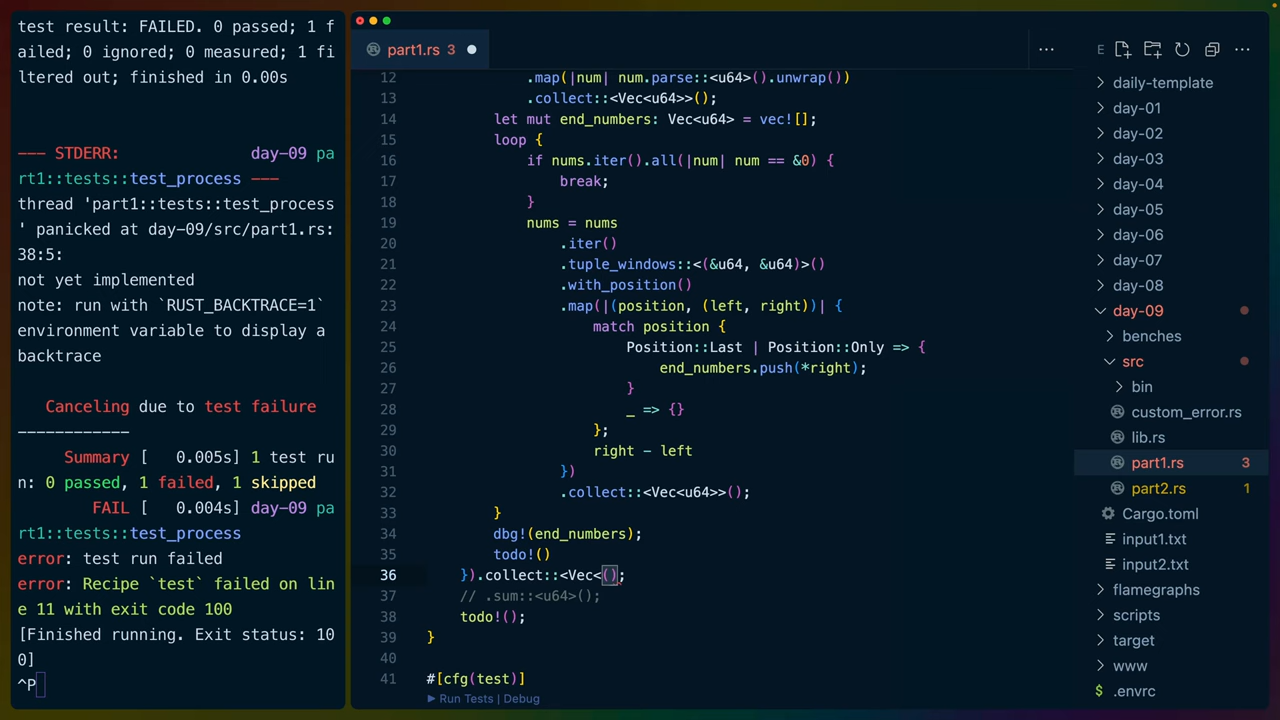 test result: FAILED. 0 passed; 1 f
ailed; 0 ignored; 0 measured; 1 fi
ltered out; finished in 0.00s
--- STDERR: day-09 pa
rt1::tests::test_process ---
thread 'part1::tests::test_process
' panicked at day-09/src/part1.rs:
38:5:
not yet implemented
note: run with `RUST_BACKTRACE=1`
environment variable to display a
backtrace
Canceling due to test failure
------------
Summary [ 0.005s] 1 test ru
n: 0 passed, 1 failed, 1 skipped
FAIL [ 0.004s] day-09 pa
rt1::tests::test_process
error: test run failed
error: Recipe `test` failed on lin
e 11 with exit code 100
[Finished running. Exit status: 10
0]
^P
part1.rs 3
12 .map(|num| num.parse::<u64>().unwrap())
13 .collect::<Vec<u64>>();
14 let mut end_numbers: Vec<u64> = vec![];
15 loop {
16 if nums.iter().all(|num| num == &0) {
17 break;
18 }
19 nums = nums
20 .iter()
21 .tuple_windows::<(&u64, &u64)>()
22 .with_position()
23 .map(|(position, (left, right))| {
24 match position {
25 Position::Last | Position::Only => {
26 end_numbers.push(*right);
27 }
28 _ => {}
29 };
30 right - left
31 })
32 .collect::<Vec<u64>>();
33 }
34 dbg!(end_numbers);
35 todo!()
36 }).collect::<Vec<();
37 // .sum::<u64>();
38 todo!();
39 }
40
41 #[cfg(test)]
Run Tests | Debug
E
daily-template
day-01
day-02
day-03
day-04
day-05
day-06
day-07
day-08
day-09
benches
src
bin
custom_error.rs
lib.rs
part1.rs 3
part2.rs 1
Cargo.toml
input1.txt
input2.txt
flamegraphs
scripts
target
www
$ .envrc